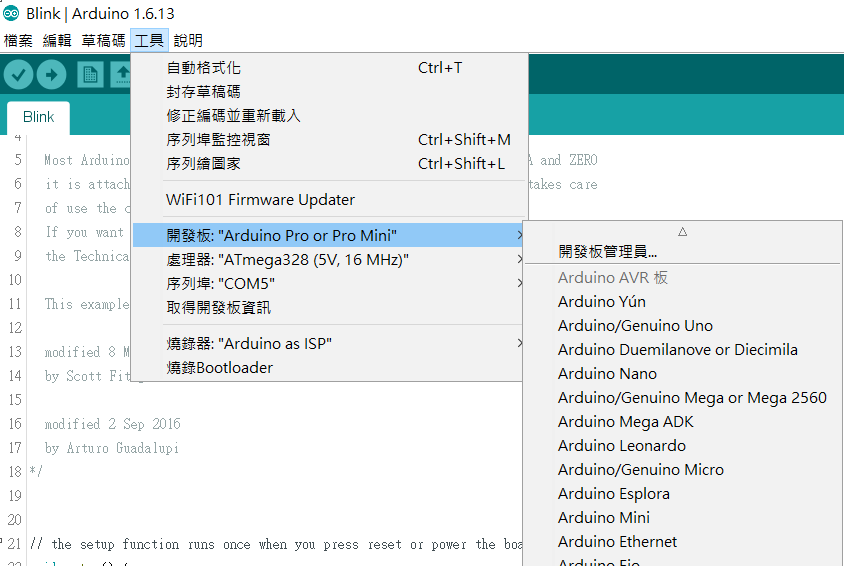 Blink | Arduino 1.6.13
檔案 編輯 草稿碼 工具 說明
自動格式化 Ctrl+T
封存草稿碼
修正編碼並重新載入
序列埠監控視窗 Ctrl+Shift+M
序列繪圖家 Ctrl+Shift+L
WiFi101 Firmware Updater
開發板: "Arduino Pro or Pro Mini"
處理器: "ATmega328 (5V, 16 MHz)"
序列埠: "COM5"
取得開發板資訊
燒錄器: "Arduino as ISP"
燒錄Bootloader
開發板管理員...
Arduino AVR 板
Arduino Yún
Arduino/Genuino Uno
Arduino Duemilanove or Diecimila
Arduino Nano
Arduino/Genuino Mega or Mega 2560
Arduino Mega ADK
Arduino Leonardo
Arduino/Genuino Micro
Arduino Esplora
Arduino Mini
Arduino Ethernet
Arduino Fio
Blink
4
5 Most Arduino A and ZERO
6 it is attach takes care
7 of use the
8 If you want
9 the Technica
10
11 This example
12
13 modified 8 M
14 by Scott Fit
15
16 modified 2 Sep 2016
17 by Arturo Guadalupi
18 */
19
20
21 // the setup function runs once when you press reset or power the boa